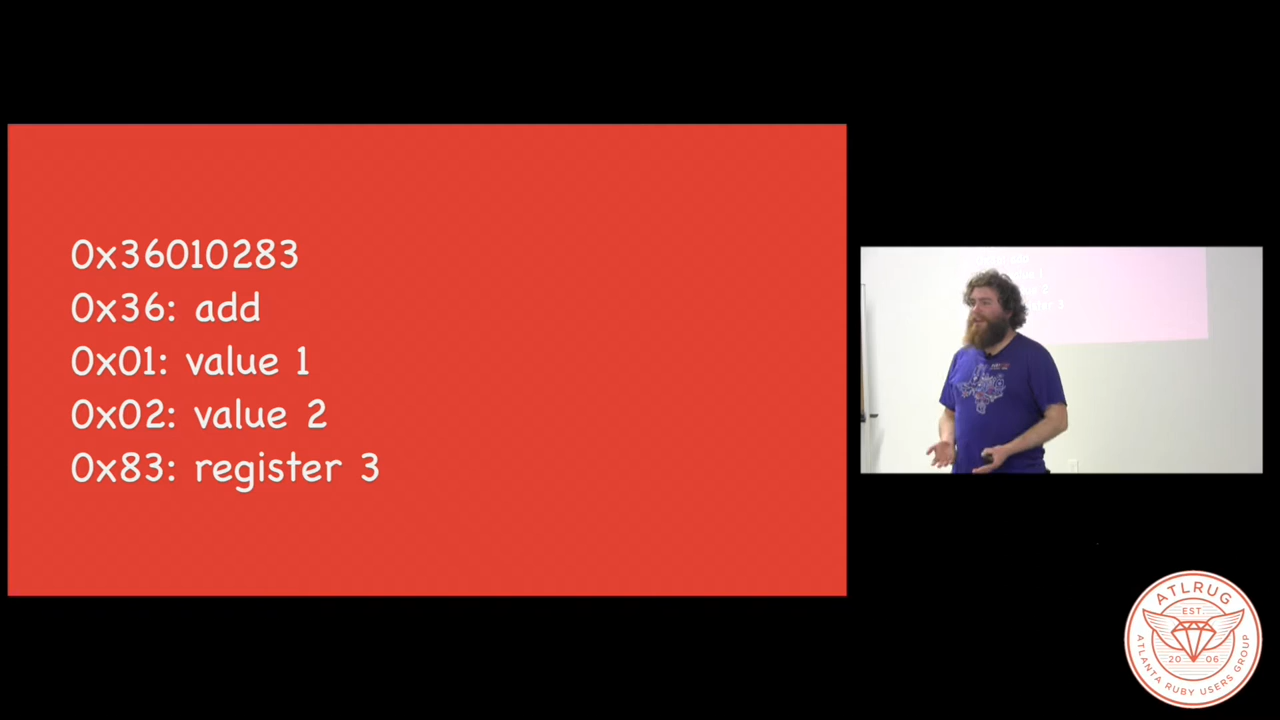 0x36010283
0x36: add
0x01: value 1
0x02: value 2
0x83: register 3
ATLRUG
EST.
20 06
ATLANTA RUBY USERS GROUP